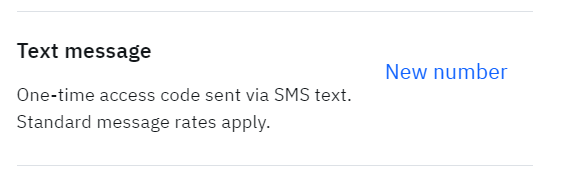 Text message
New number
One-time access code sent via SMS text.
Standard message rates apply.